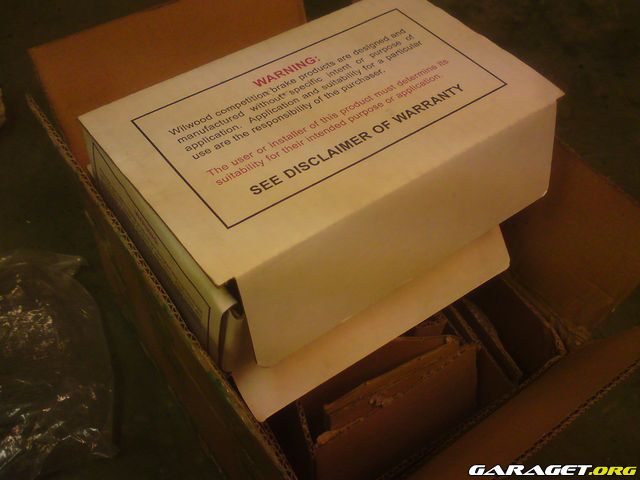 WARNING:
Wilwood competition brake products are designed and
manufactured without specific intent or purpose of
application. Application and suitability for a particular
use are the responsibility of the purchaser.
The user or installer of this product must determine its
suitability for their intended purpose or application.
SEE DISCLAIMER OF WARRANTY
GARAGET.ORG